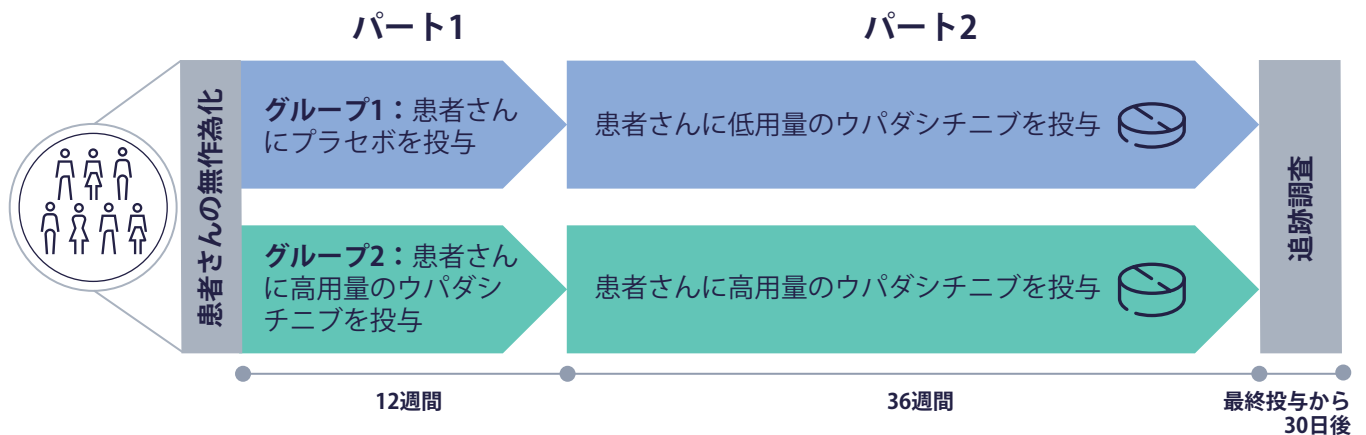 パート1
パート2
患者さんの無作為化
グループ1：患者さん
にプラセボを投与
患者さんに低用量のウパダシチニブを投与
グループ2：患者さん
に高用量のウパダシ
チニブを投与
患者さんに高用量のウパダシチニブを投与
追跡調査
12週間
36週間
最終投与から
30日後